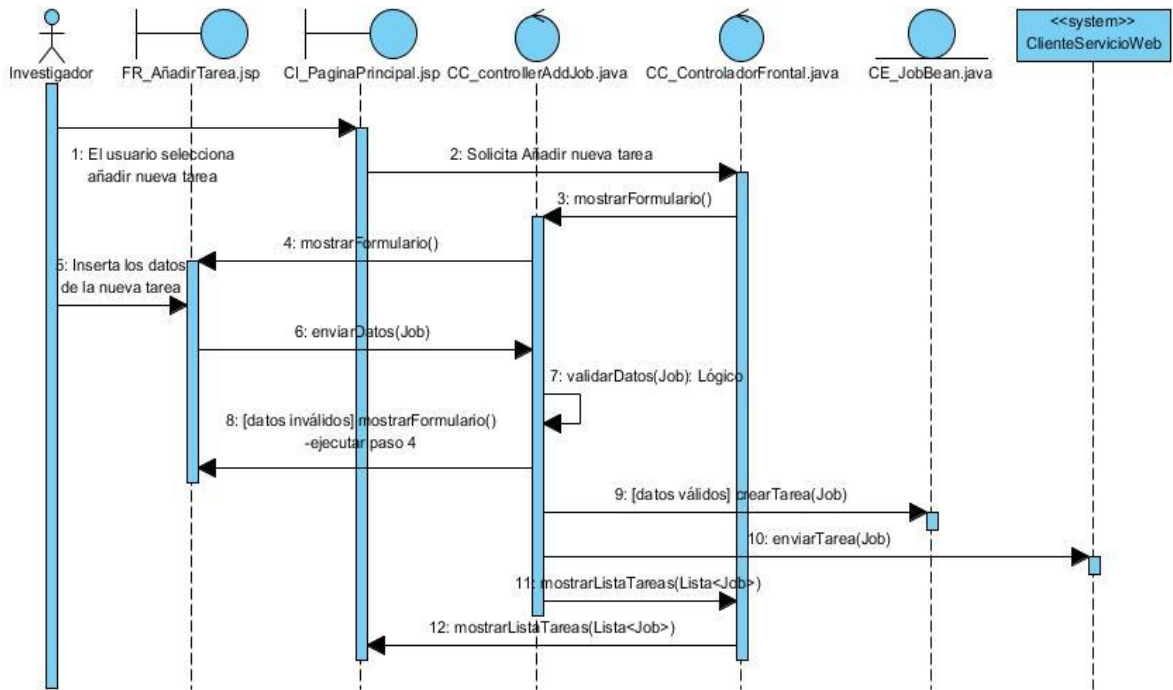 <<system>>
ClienteServicioWeb
Investigador
FR_AñadirTarea.jsp
CI_PaginaPrincipal.jsp
CC_controllerAddJob.java
CC_ControladorFrontal.java
CE_JobBean.java
1: El usuario selecciona
añadir nueva tarea
2: Solicita Añadir nueva tarea
3: mostrarFormulario()
4: mostrarFormulario()
5: Inserta los datos
de la nueva tarea
6: enviarDatos(Job)
7: validarDatos(Job): Lógico
8: [datos inválidos] mostrarFormulario()
-ejecutar paso 4
9: [datos válidos] crearTarea(Job)
10: enviarTarea(Job)
11: mostrarListaTareas(Lista<Job>)
12: mostrarListaTareas(Lista<Job>)